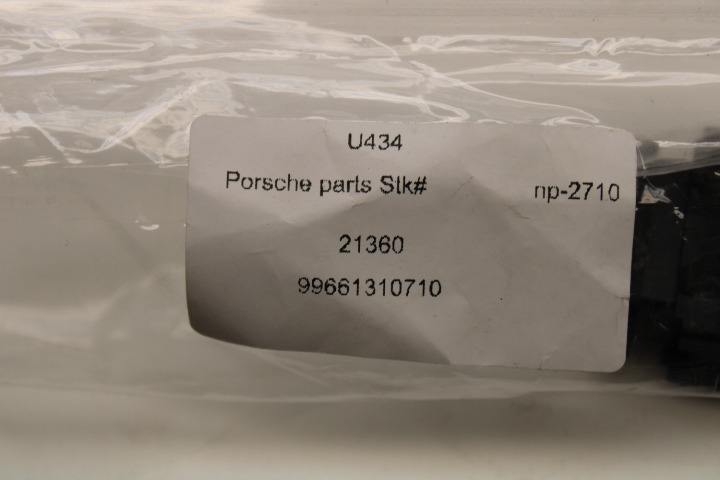 U434
Porsche parts Stk# np-2710
21360
99661310710